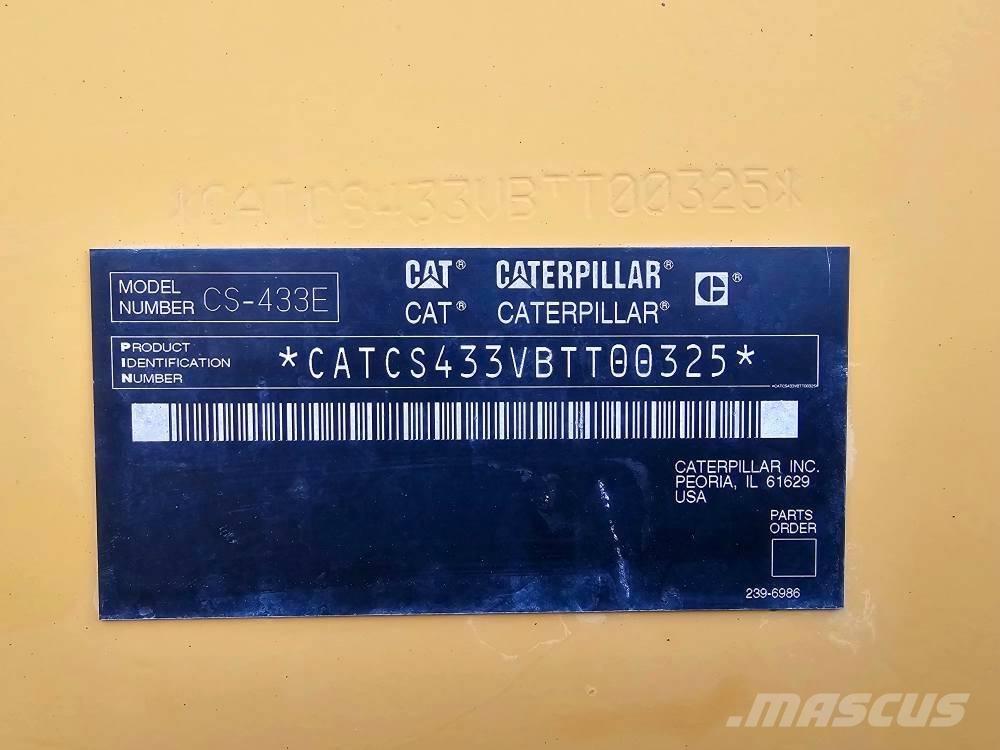 *CATCS433VBTT00325*
MODEL NUMBER CS-433E
CAT® CATERPILLAR® ®
CAT® CATERPILLAR®
PRODUCT
IDENTIFICATION
NUMBER
*CATCS433VBTT00325*
*CATCS433VBTT00325*
CATERPILLAR INC.
PEORIA, IL 61629
USA
PARTS
ORDER
239-6986
.MASCUS